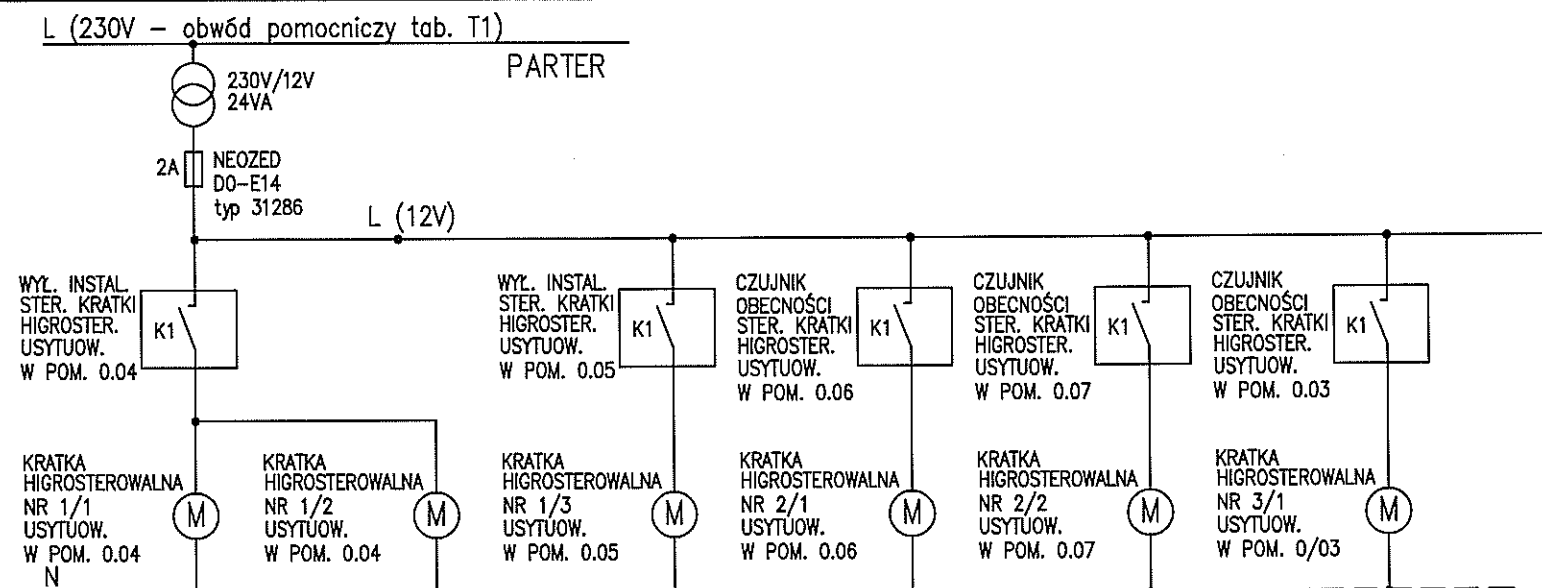 L (230V – obwód pomocniczy tab. T1)
PARTER
230V/12V
24VA
2A
NEOZED
D0-E14
typ 31286
L (12V)
WYŁ. INSTAL.
STER. KRATKI
HIGROSTER.
USYTUOW.
W POM. 0.04
K1
WYŁ. INSTAL.
STER. KRATKI
HIGROSTER.
USYTUOW.
W POM. 0.05
K1
CZUJNIK
OBECNOŚCI
STER. KRATKI
HIGROSTER.
USYTUOW.
W POM. 0.06
K1
CZUJNIK
OBECNOŚCI
STER. KRATKI
HIGROSTER.
USYTUOW.
W POM. 0.07
K1
CZUJNIK
OBECNOŚCI
STER. KRATKI
HIGROSTER.
USYTUOW.
W POM. 0.03
K1
KRATKA
HIGROSTEROWALNA
NR 1/1
USYTUOW.
W POM. 0.04
N
M
KRATKA
HIGROSTEROWALNA
NR 1/2
USYTUOW.
W POM. 0.04
M
KRATKA
HIGROSTEROWALNA
NR 1/3
USYTUOW.
W POM. 0.05
M
KRATKA
HIGROSTEROWALNA
NR 2/1
USYTUOW.
W POM. 0.06
M
KRATKA
HIGROSTEROWALNA
NR 2/2
USYTUOW.
W POM. 0.07
M
KRATKA
HIGROSTEROWALNA
NR 3/1
USYTUOW.
W POM. 0/03
M